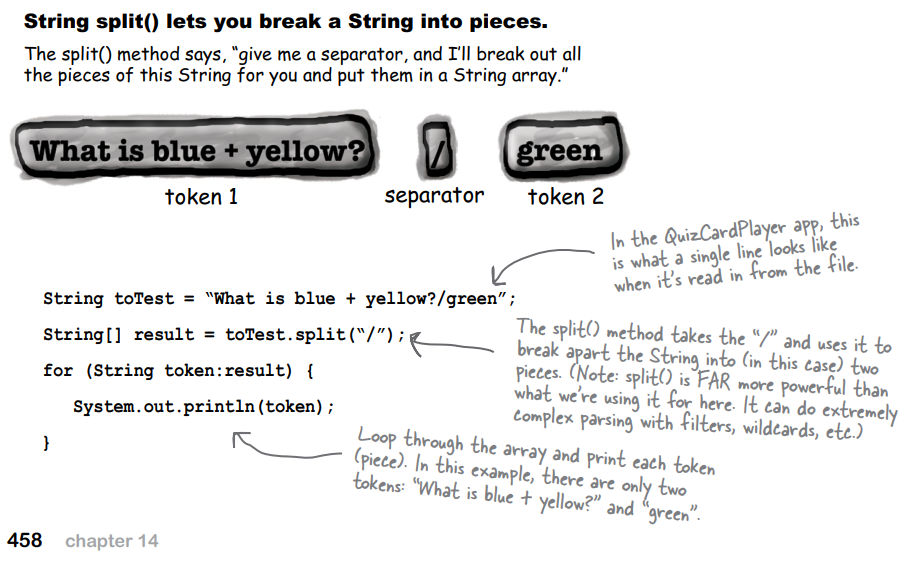 String split() lets you break a String into pieces.
The split() method says, “give me a separator, and I’ll break out all
the pieces of this String for you and put them in a String array.”
What is blue + yellow?
/
green
token 1
separator
token 2
In the QuizCardPlayer app, this
is what a single line looks like
when it’s read in from the file.
String toTest = “What is blue + yellow?/green”;
String[] result = toTest.split(“/”);
The split() method takes the “/” and uses it to
break apart the String into (in this case) two
pieces. (Note: split() is FAR more powerful than
what we’re using it for here. It can do extremely
complex parsing with filters, wildcards, etc.)
for (String token:result) {
System.out.println(token);
}
Loop through the array and print each token
(piece). In this example, there are only two
tokens: “What is blue + yellow?” and “green”.
458 chapter 14